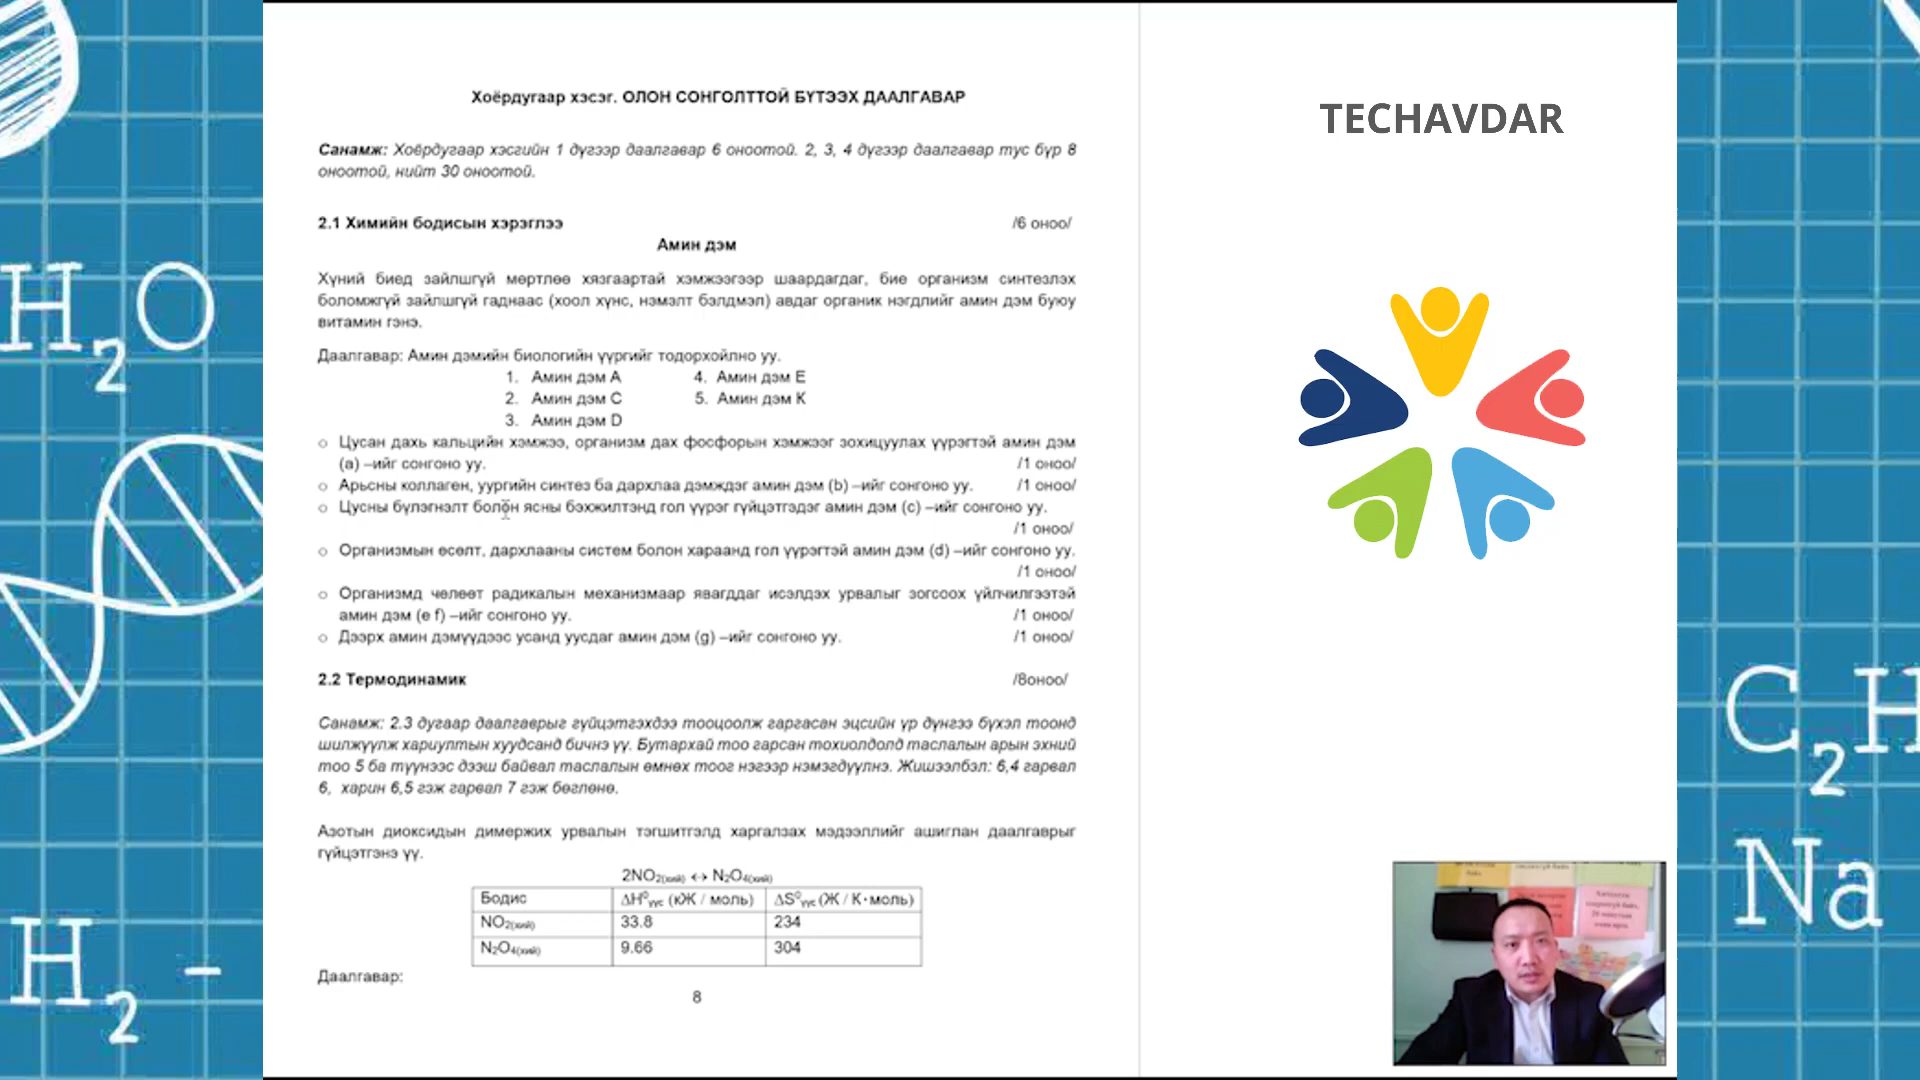 Хоёрдугаар хэсэг. ОЛОН СОНГОЛТТОЙ БҮТЭЭХ ДААЛГАВАР
Санамж: Хоёрдугаар хэсгийн 1 дүгээр даалгавар 6 оноотой. 2, 3, 4 дүгээр даалгавар тус бүр 8
оноотой, нийт 30 оноотой.
2.1 Химийн бодисын хэрэглээ /6 оноо/
Амин дэм
Хүний биед зайлшгүй мөртлөө хязгаартай хэмжээгээр шаардагдаг, бие организм синтезлэх
боломжгүй зайлшгүй гаднаас (хоол хүнс, нэмэлт бэлдмэл) авдаг органик нэгдлийг амин дэм буюу
витамин гэнэ.
Даалгавар: Амин дэмийн биологийн үүргийг тодорхойлно уу.
1. Амин дэм А 4. Амин дэм Е
2. Амин дэм С 5. Амин дэм К
3. Амин дэм D
o Цусан дахь кальцийн хэмжээ, организм дах фосфорын хэмжээг зохицуулах үүрэгтэй амин дэм
(a) –ийг сонгоно уу. /1 оноо/
o Арьсны коллаген, уургийн синтез ба дархлаа дэмждэг амин дэм (b) –ийг сонгоно уу. /1 оноо/
o Цусны бүлэгнэлт болон ясны бэхжилтэнд гол үүрэг гүйцэтгэдэг амин дэм (c) –ийг сонгоно уу.
/1 оноо/
o Организмын өсөлт, дархлааны систем болон хараанд гол үүрэгтэй амин дэм (d) –ийг сонгоно уу.
/1 оноо/
o Организмд чөлөөт радикалын механизмаар явагддаг исэлдэх урвалыг зогсоох үйлчилгээтэй
амин дэм (e f) –ийг сонгоно уу. /1 оноо/
o Дээрх амин дэмүүдээс усанд уусдаг амин дэм (g) –ийг сонгоно уу. /1 оноо/
2.2 Термодинамик /8оноо/
Санамж: 2.3 дугаар даалгаврыг гүйцэтгэхдээ тооцоолж гаргасан эцсийн үр дүнгээ бүхэл тоонд
шилжүүлж хариултын хуудсанд бичнэ үү. Бутархай тоо гарсан тохиолдолд таслалын арын эхний
тоо 5 ба түүнээс дээш байвал таслалын өмнөх тоог нэгээр нэмэгдүүлнэ. Жишээлбэл: 6,4 гарвал
6, харин 6,5 гэж гарвал 7 гэж бөглөнө.
Азотын диоксидын димержих урвалын тэгшитгэлд харгалзах мэдээллийг ашиглан даалгаврыг
гүйцэтгэнэ үү.
2NO₂(хий) ↔ N₂O₄(хий)
Бодис ΔH⁰үүс (кЖ / моль) ΔS⁰үүс (Ж / К·моль)
NO₂(хий) 33.8 234
N₂O₄(хий) 9.66 304
Даалгавар:
8
TECHAVDAR
H₂O
H₂ –
C₂H
Na